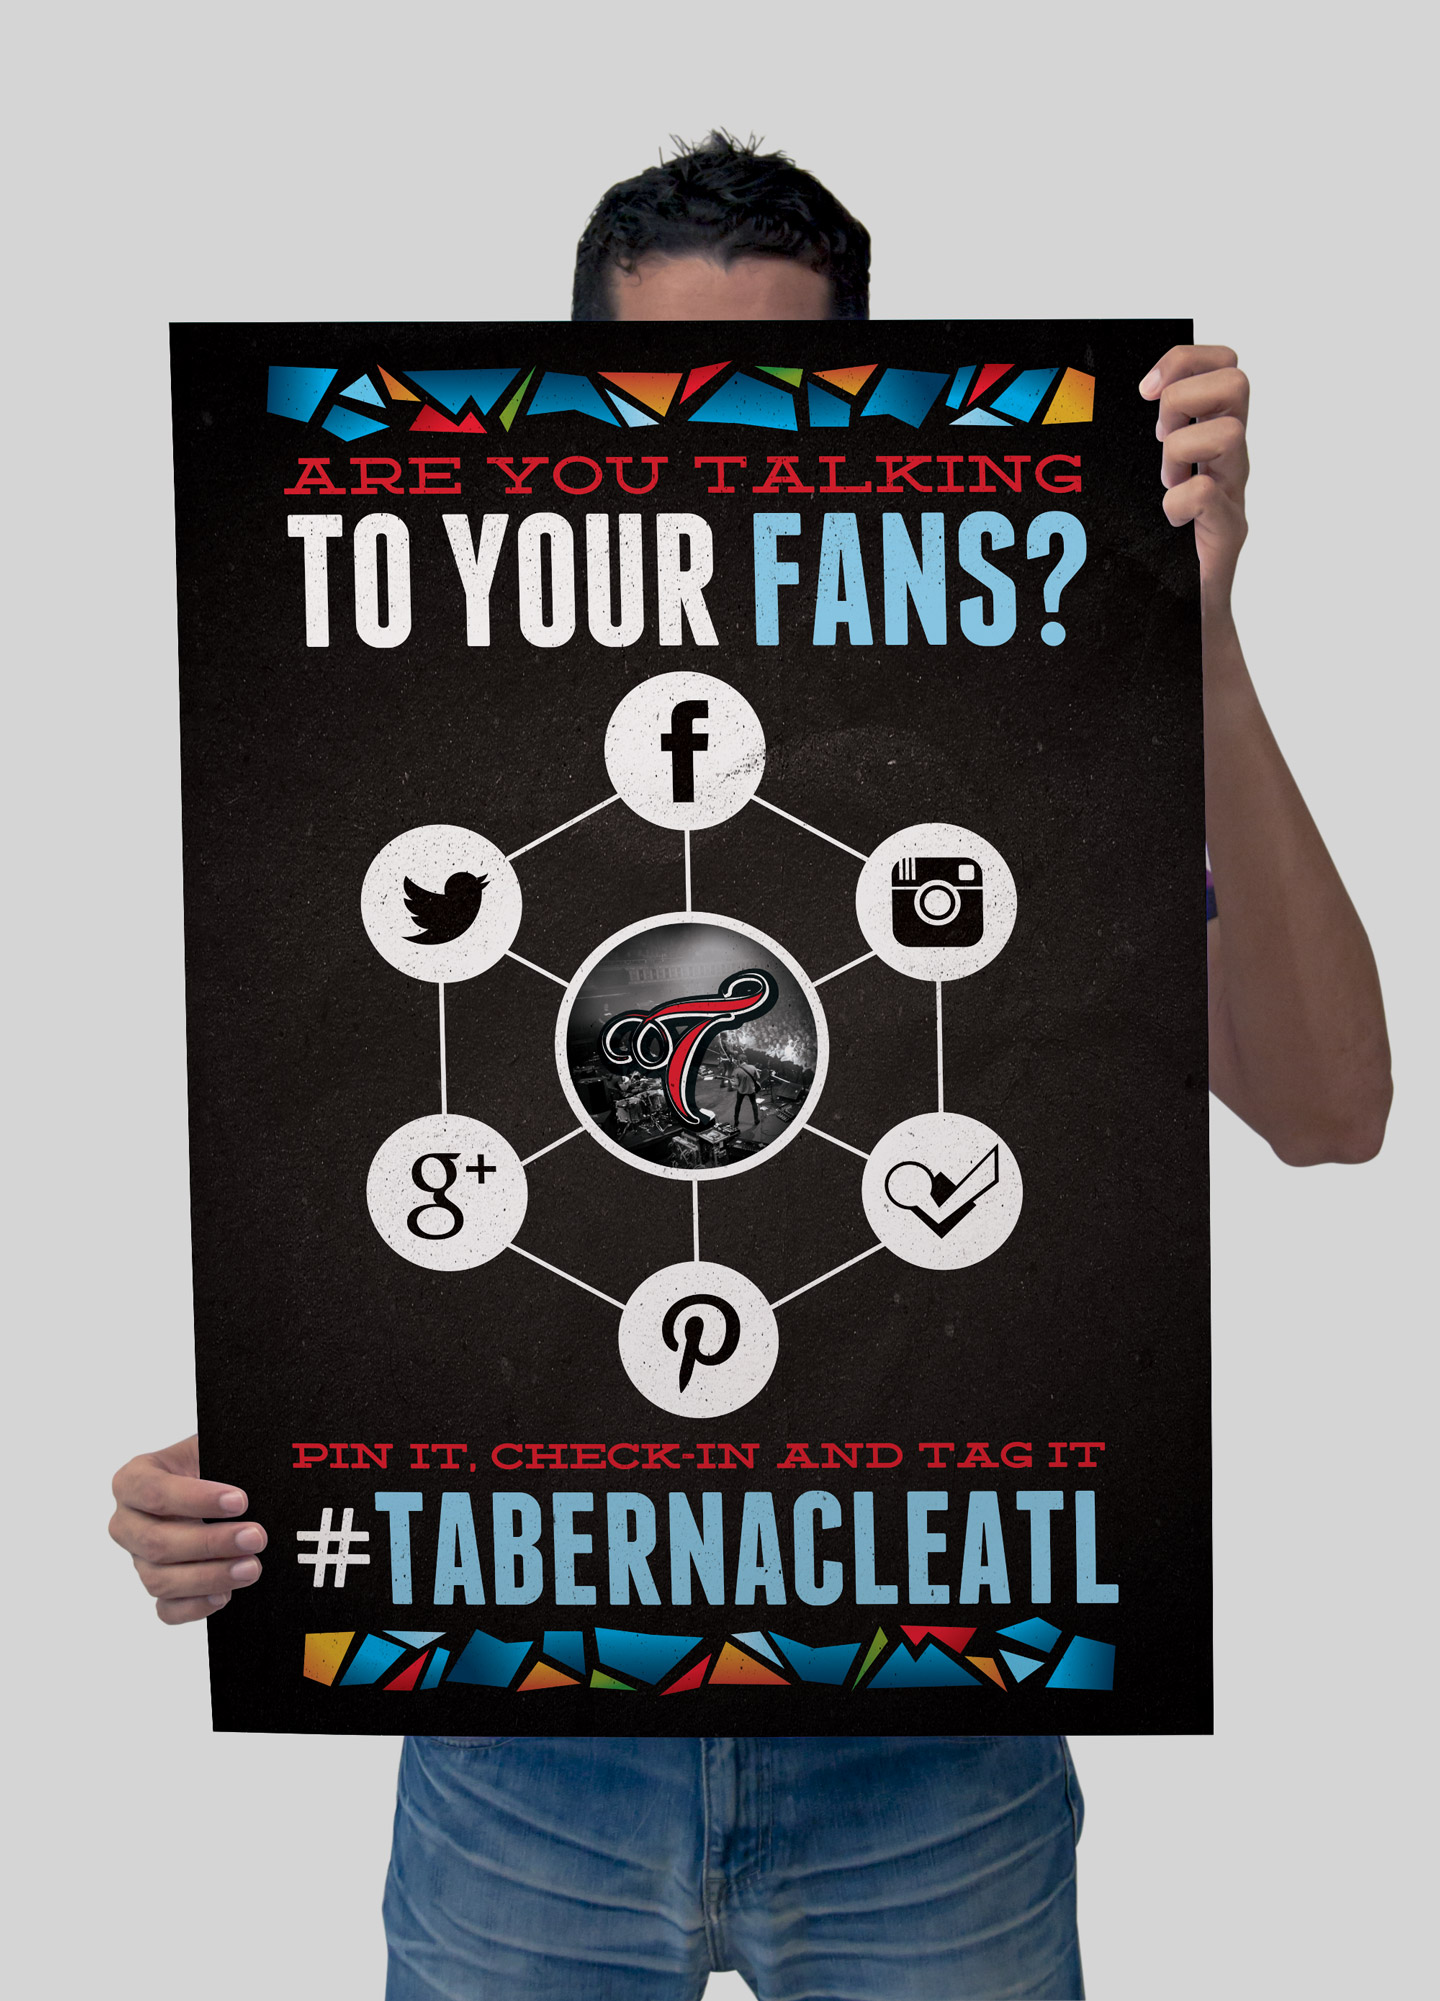 ARE YOU TALKING
TO YOUR FANS?
f
g+
T
P
PIN IT, CHECK-IN AND TAG IT
#TABERNACLEATL